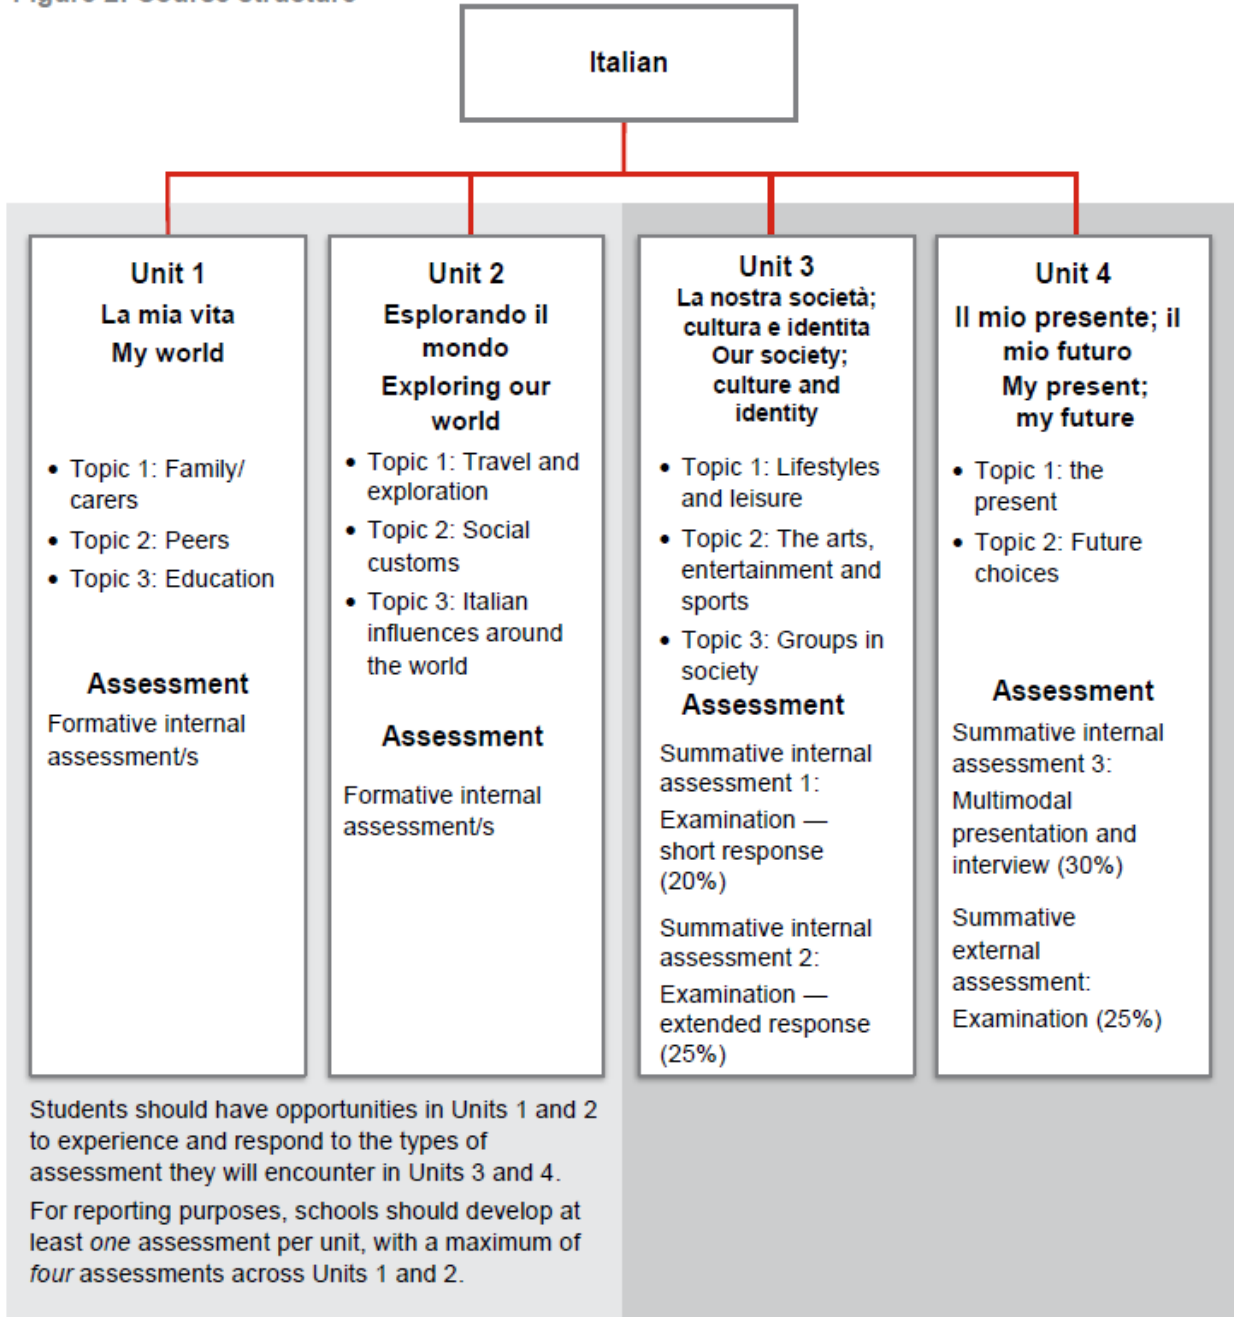 Figure 2: Course structure
Italian
Unit 1
La mia vita
My world
• Topic 1: Family/
carers
• Topic 2: Peers
• Topic 3: Education
Assessment
Formative internal
assessment/s
Unit 2
Esplorando il
mondo
Exploring our
world
• Topic 1: Travel and
exploration
• Topic 2: Social
customs
• Topic 3: Italian
influences around
the world
Assessment
Formative internal
assessment/s
Unit 3
La nostra società;
cultura e identita
Our society;
culture and
identity
• Topic 1: Lifestyles
and leisure
• Topic 2: The arts,
entertainment and
sports
• Topic 3: Groups in
society
Assessment
Summative internal
assessment 1:
Examination —
short response
(20%)
Summative internal
assessment 2:
Examination —
extended response
(25%)
Unit 4
Il mio presente; il
mio futuro
My present;
my future
• Topic 1: the
present
• Topic 2: Future
choices
Assessment
Summative internal
assessment 3:
Multimodal
presentation and
interview (30%)
Summative
external
assessment:
Examination (25%)
Students should have opportunities in Units 1 and 2
to experience and respond to the types of
assessment they will encounter in Units 3 and 4.
For reporting purposes, schools should develop at
least one assessment per unit, with a maximum of
four assessments across Units 1 and 2.